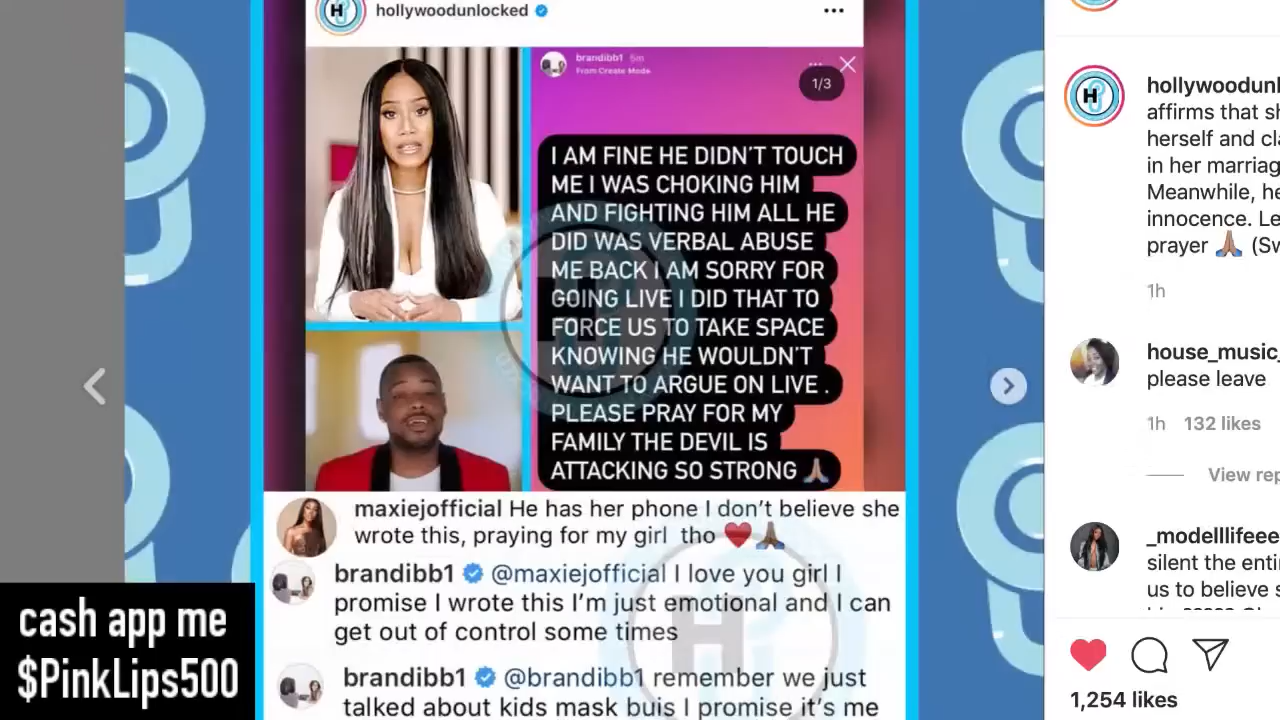 hollywoodunlocked
brandibb1 5m
From Create Mode
1/3
I AM FINE HE DIDN'T TOUCH
ME I WAS CHOKING HIM
AND FIGHTING HIM ALL HE
DID WAS VERBAL ABUSE
ME BACK I AM SORRY FOR
GOING LIVE I DID THAT TO
FORCE US TO TAKE SPACE
KNOWING HE WOULDN'T
WANT TO ARGUE ON LIVE .
PLEASE PRAY FOR MY
FAMILY THE DEVIL IS
ATTACKING SO STRONG 🙏🏽
maxiejofficial He has her phone I don't believe she
wrote this, praying for my girl tho ❤️🙏🏾
brandibb1 @maxiejofficial I love you girl I
promise I wrote this I'm just emotional and I can
get out of control some times
brandibb1 @brandibb1 remember we just
talked about kids mask buis I promise it's me
cash app me
$PinkLips500
hollywoodunl
affirms that sh
herself and cla
in her marriag
Meanwhile, he
innocence. Le
prayer 🙏🏽 (Sw
1h
house_music_
please leave
1h 132 likes
View rep
_modelllifeee
silent the enti
us to believe s
1,254 likes